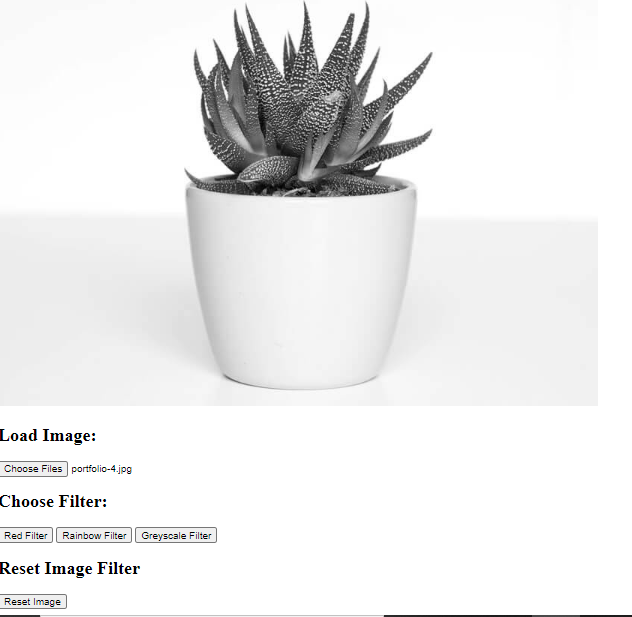 Load Image:
Choose Files portfolio-4.jpg
Choose Filter:
Red Filter Rainbow Filter Greyscale Filter
Reset Image Filter
Reset Image